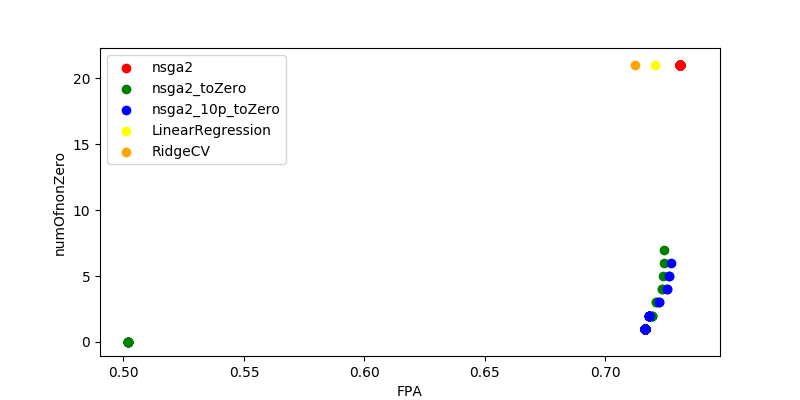 nsga2
nsga2_toZero
nsga2_10p_toZero
LinearRegression
RidgeCV
numOfnonZero
20
15
10
5
0
0.50
0.55
0.60
0.65
0.70
FPA